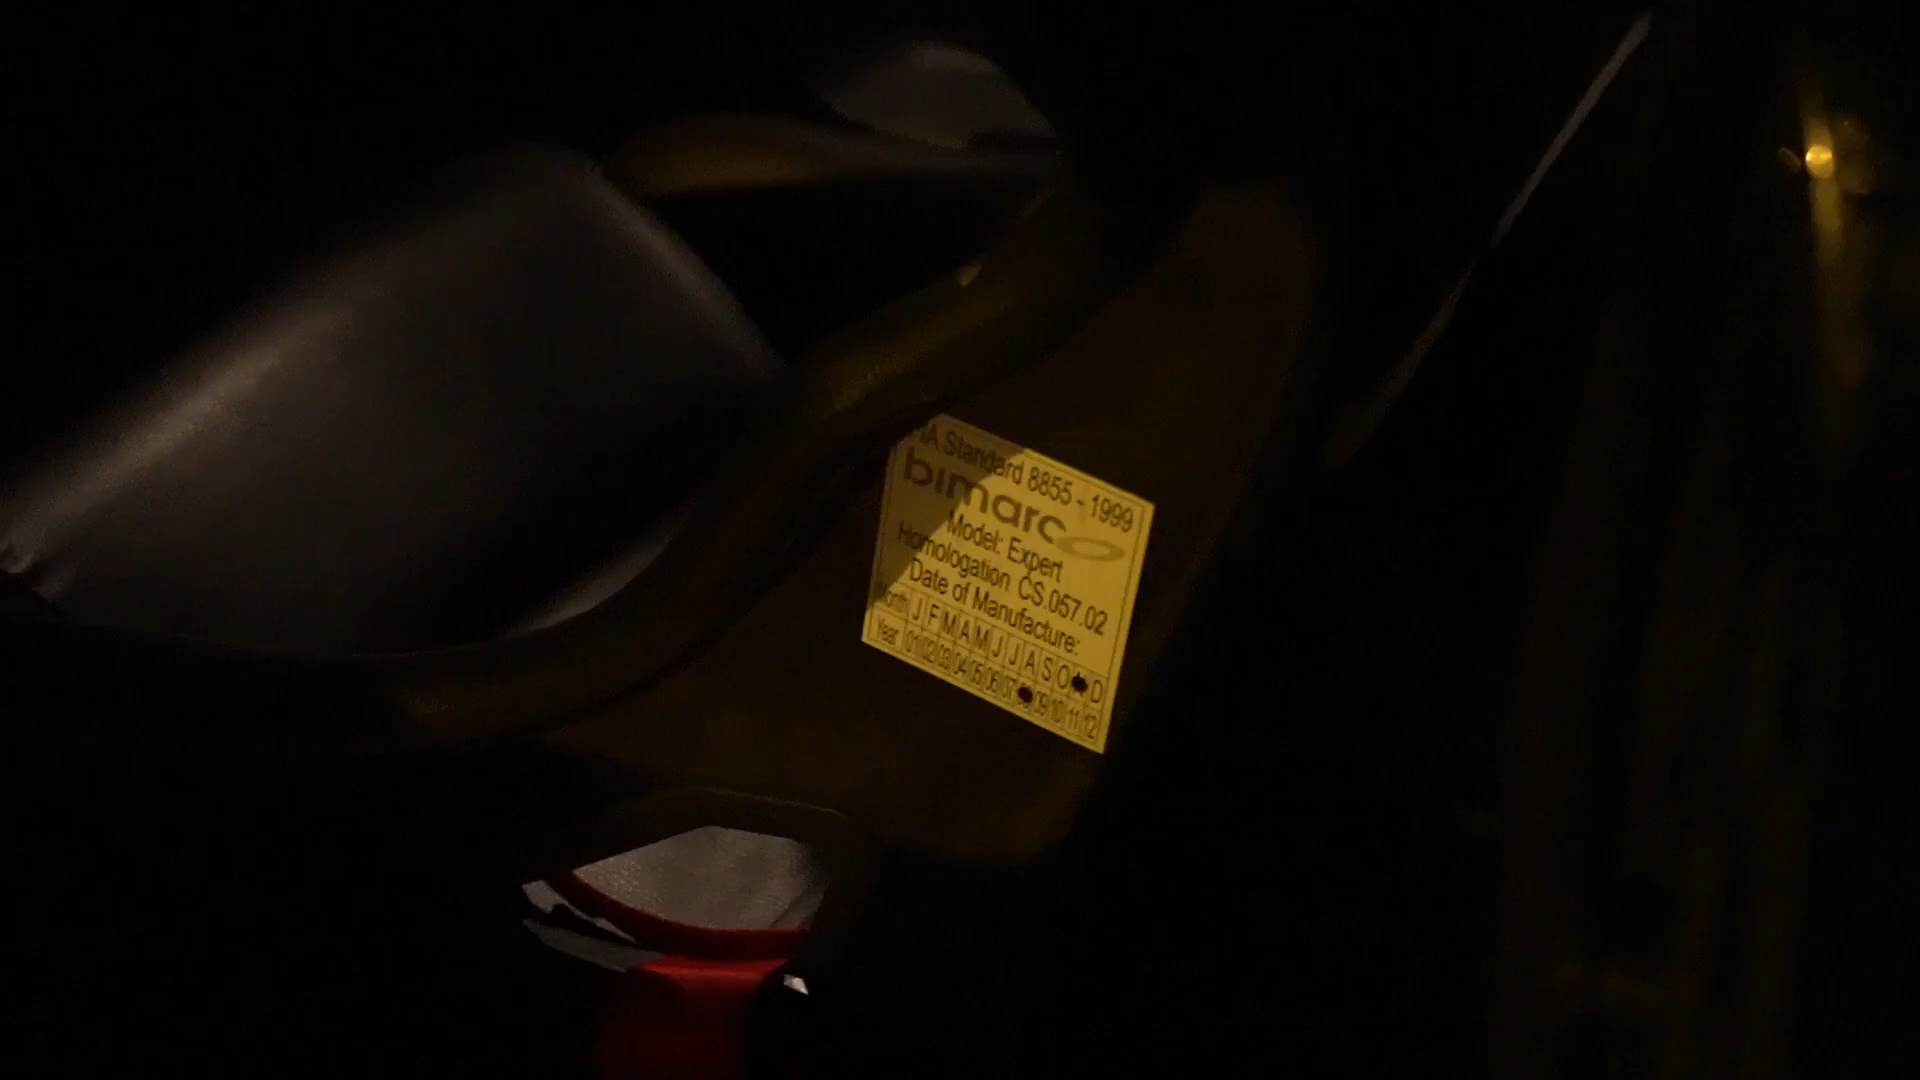 IA Standard 8855 - 1999
bimarco
Model: Expert
Homologation CS.057.02
Date of Manufacture:
Month J F M A M J J A S O D
Year 01 02 03 04 05 06 07 09 10 11 12